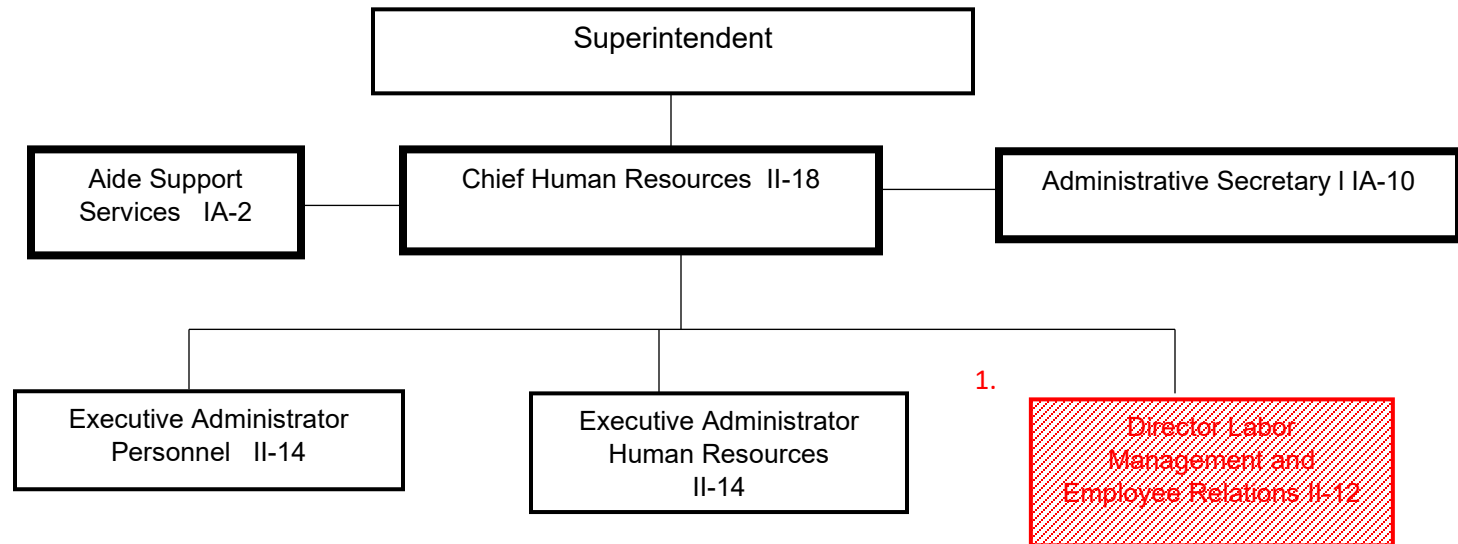 Superintendent
Aide Support
Services IA-2
Chief Human Resources II-18
Administrative Secretary I IA-10
Executive Administrator
Personnel II-14
Executive Administrator
Human Resources
II-14
1.
Director Labor
Management and
Employee Relations II-12